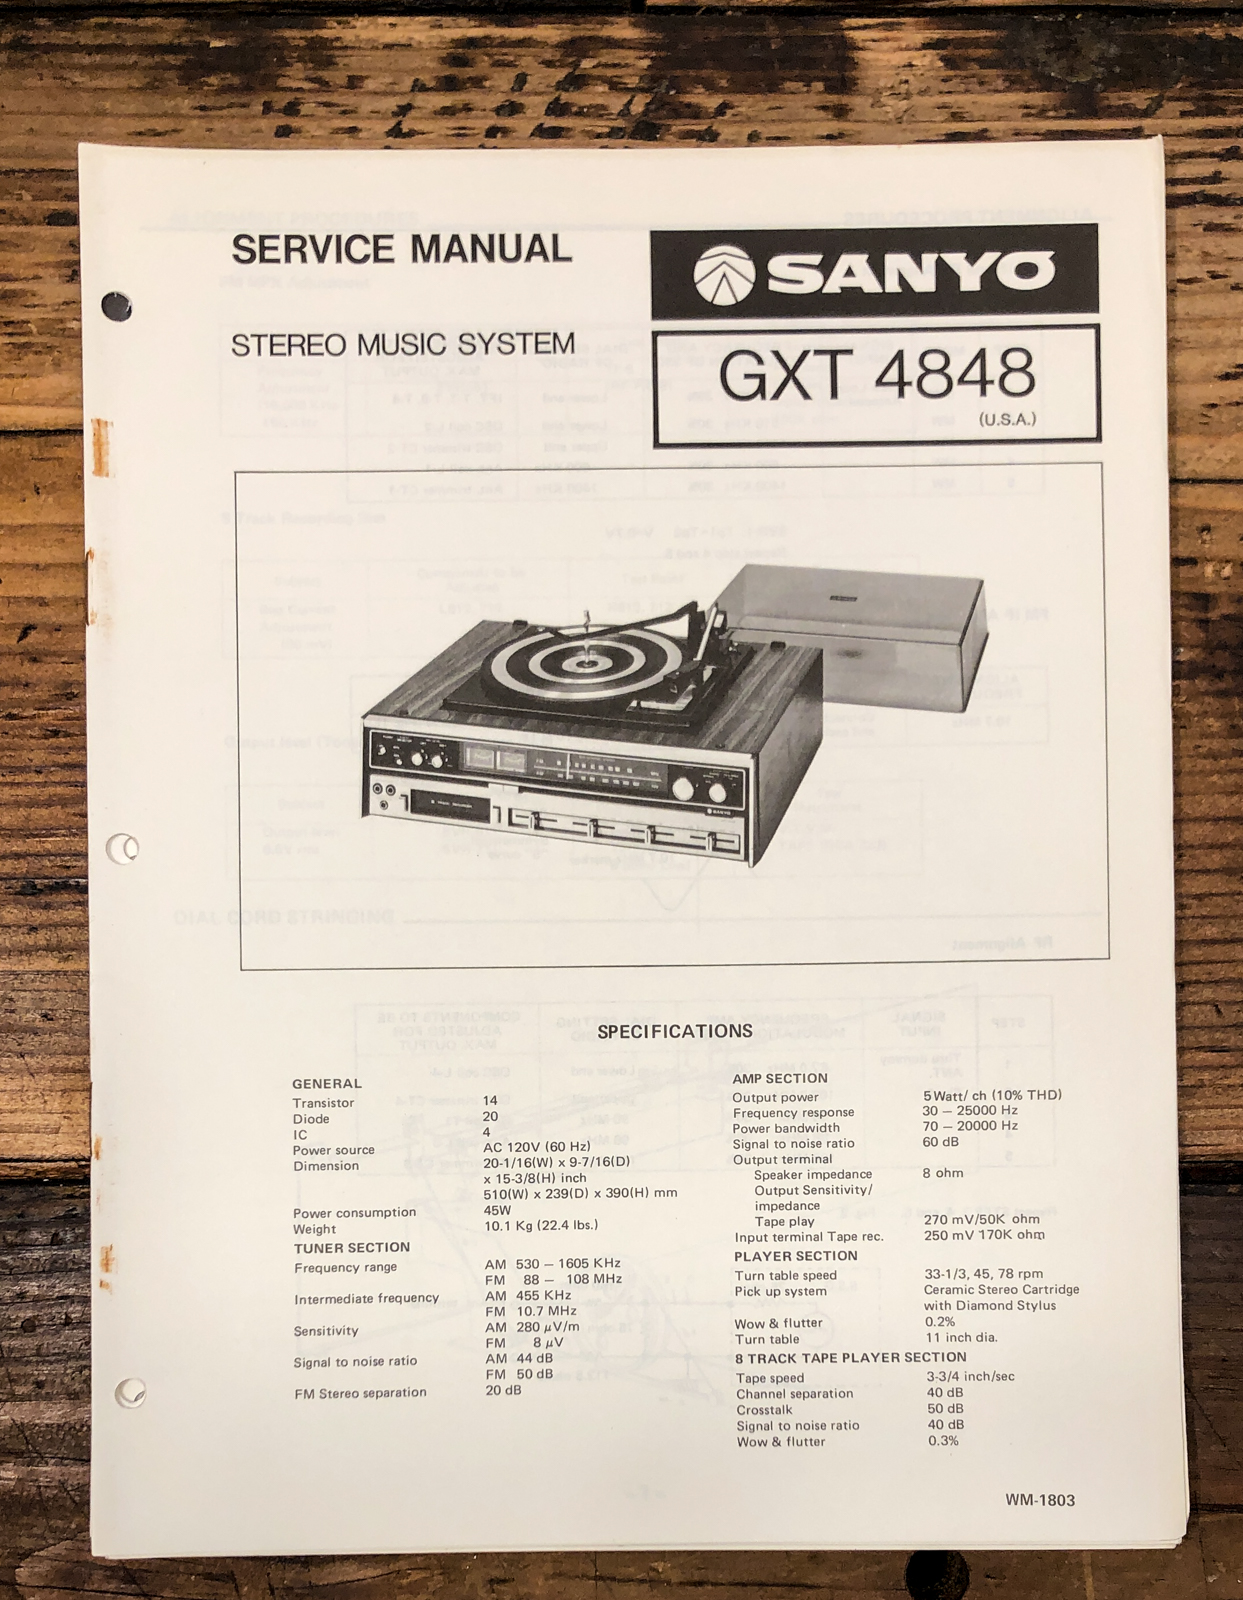 SERVICE MANUAL
SANYO
STEREO MUSIC SYSTEM
GXT 4848
(U.S.A.)
SANYO
SPECIFICATIONS
GENERAL
Transistor 14
Diode 20
IC 4
Power source AC 120V (60 Hz)
Dimension 20-1/16(W) x 9-7/16(D)
x 15-3/8(H) inch
510(W) x 239(D) x 390(H) mm
Power consumption 45W
Weight 10.1 Kg (22.4 lbs.)
TUNER SECTION
Frequency range AM 530 – 1605 KHz
FM 88 – 108 MHz
Intermediate frequency AM 455 KHz
FM 10.7 MHz
Sensitivity AM 280 μV/m
FM 8 μV
Signal to noise ratio AM 44 dB
FM 50 dB
FM Stereo separation 20 dB
AMP SECTION
Output power 5Watt/ ch (10% THD)
Frequency response 30 – 25000 Hz
Power bandwidth 70 – 20000 Hz
Signal to noise ratio 60 dB
Output terminal
Speaker impedance 8 ohm
Output Sensitivity/
impedance
Tape play 270 mV/50K ohm
Input terminal Tape rec. 250 mV 170K ohm
PLAYER SECTION
Turn table speed 33-1/3, 45, 78 rpm
Pick up system Ceramic Stereo Cartridge
with Diamond Stylus
Wow & flutter 0.2%
Turn table 11 inch dia.
8 TRACK TAPE PLAYER SECTION
Tape speed 3-3/4 inch/sec
Channel separation 40 dB
Crosstalk 50 dB
Signal to noise ratio 40 dB
Wow & flutter 0.3%
WM-1803